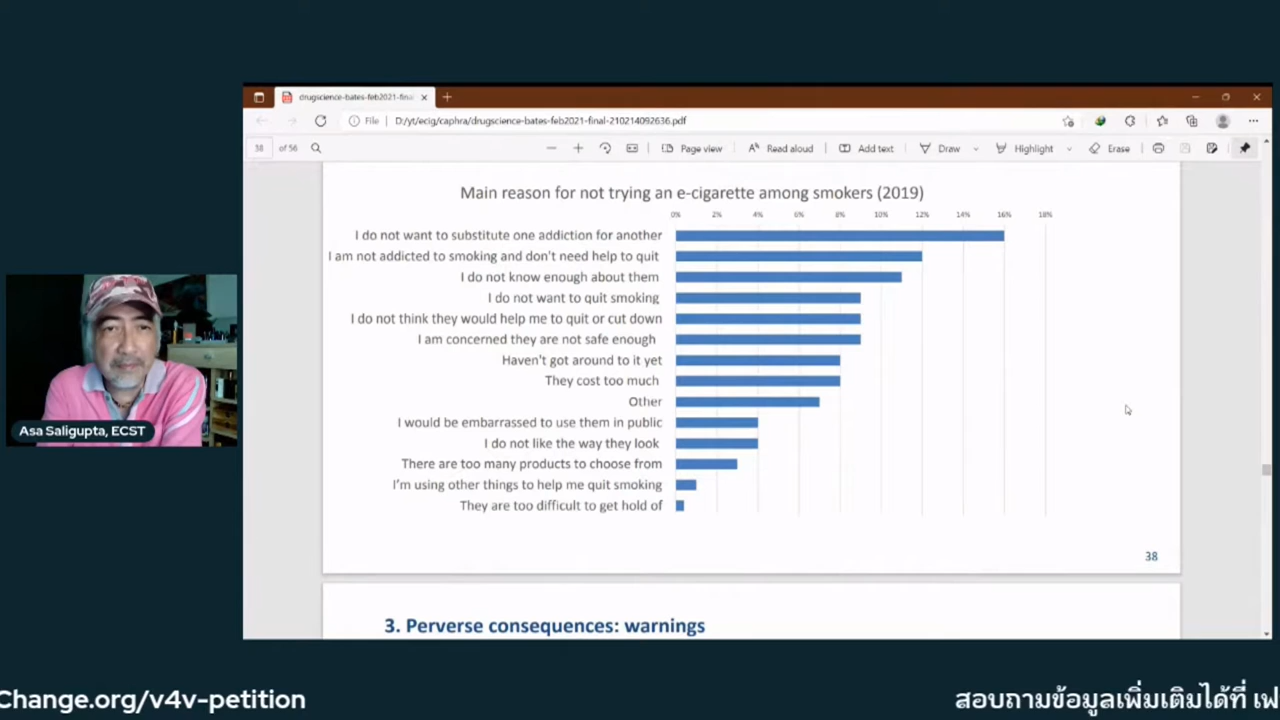 drugscience-bates-feb2021-fina
File
D:/yt/ecig/caphra/drugscience-bates-feb2021-final-210214092636.pdf
38 of 56
Page view
Read aloud
Add text
Draw
Highlight
Erase
Main reason for not trying an e-cigarette among smokers (2019)
0% 2% 4% 6% 8% 10% 12% 14% 16% 18%
I do not want to substitute one addiction for another
I am not addicted to smoking and don't need help to quit
I do not know enough about them
I do not want to quit smoking
I do not think they would help me to quit or cut down
I am concerned they are not safe enough
Haven't got around to it yet
They cost too much
Other
I would be embarrassed to use them in public
I do not like the way they look
There are too many products to choose from
I'm using other things to help me quit smoking
They are too difficult to get hold of
38
3. Perverse consequences: warnings
Asa Saligupta, ECST
Change.org/v4v-petition
สอบถามข้อมูลเพิ่มเติมได้ที่ เฟ